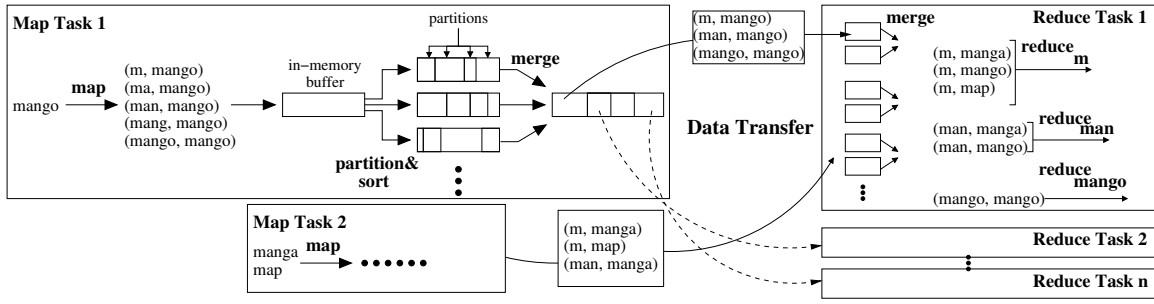 Map Task 1
mango
map
(m, mango)
(ma, mango)
(man, mango)
(mang, mango)
(mango, mango)
in-memory
buffer
partitions
merge
partition&
sort
Map Task 2
manga
map
map
(m, manga)
(m, map)
(man, manga)
(m, mango)
(man, mango)
(mango, mango)
Data Transfer
Reduce Task 1
merge
(m, manga)
(m, mango)
(m, map)
reduce
m
(man, manga)
(man, mango)
reduce
man
(mango, mango)
reduce
mango
Reduce Task 2
Reduce Task n